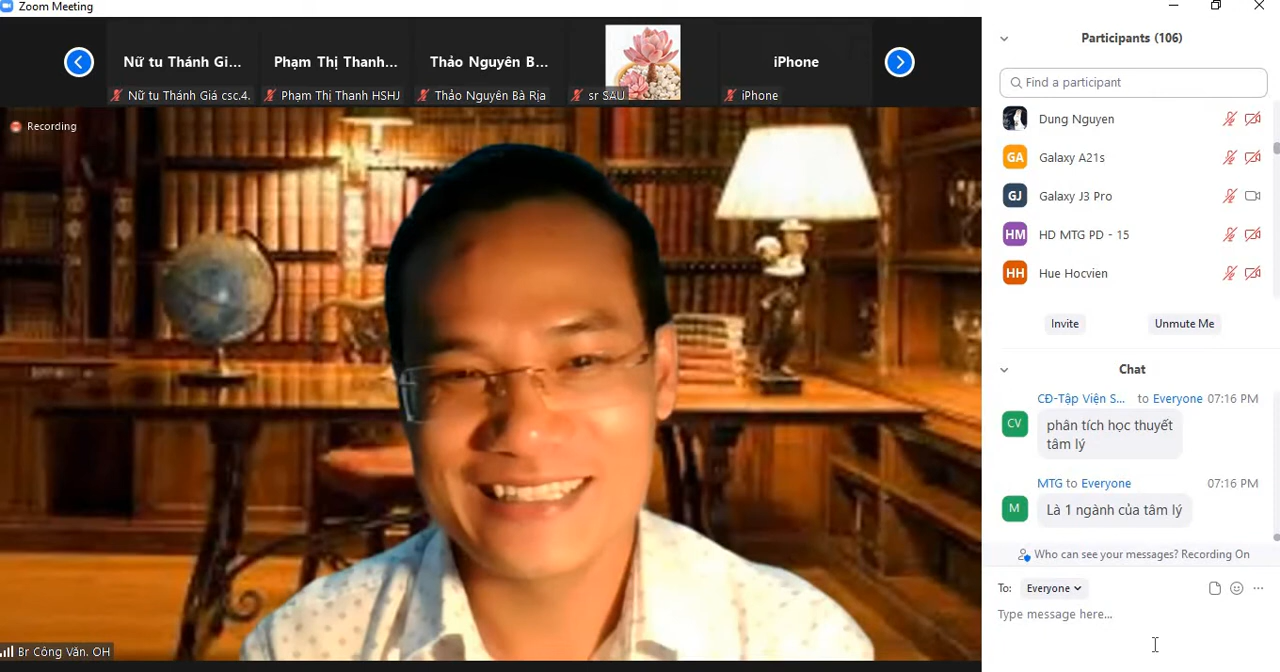 Zoom Meeting
Nữ tu Thánh Gi...
Phạm Thị Thanh...
Thảo Nguyên B...
iPhone
Nữ tu Thánh Giá csc.4.
Phạm Thị Thanh HSHJ
Thảo Nguyên Bà Rịa
sr SÁU
iPhone
Recording
Br Công Văn. OH
Participants (106)
Find a participant
Dung Nguyen
GA Galaxy A21s
GJ Galaxy J3 Pro
HM HD MTG PD - 15
HH Hue Hocvien
Invite
Unmute Me
Chat
CĐ-Tập Viện S... to Everyone 07:16 PM
CV
phân tích học thuyết
tâm lý
MTG to Everyone 07:16 PM
M Là 1 ngành của tâm lý
Who can see your messages? Recording On
To: Everyone
Type message here...